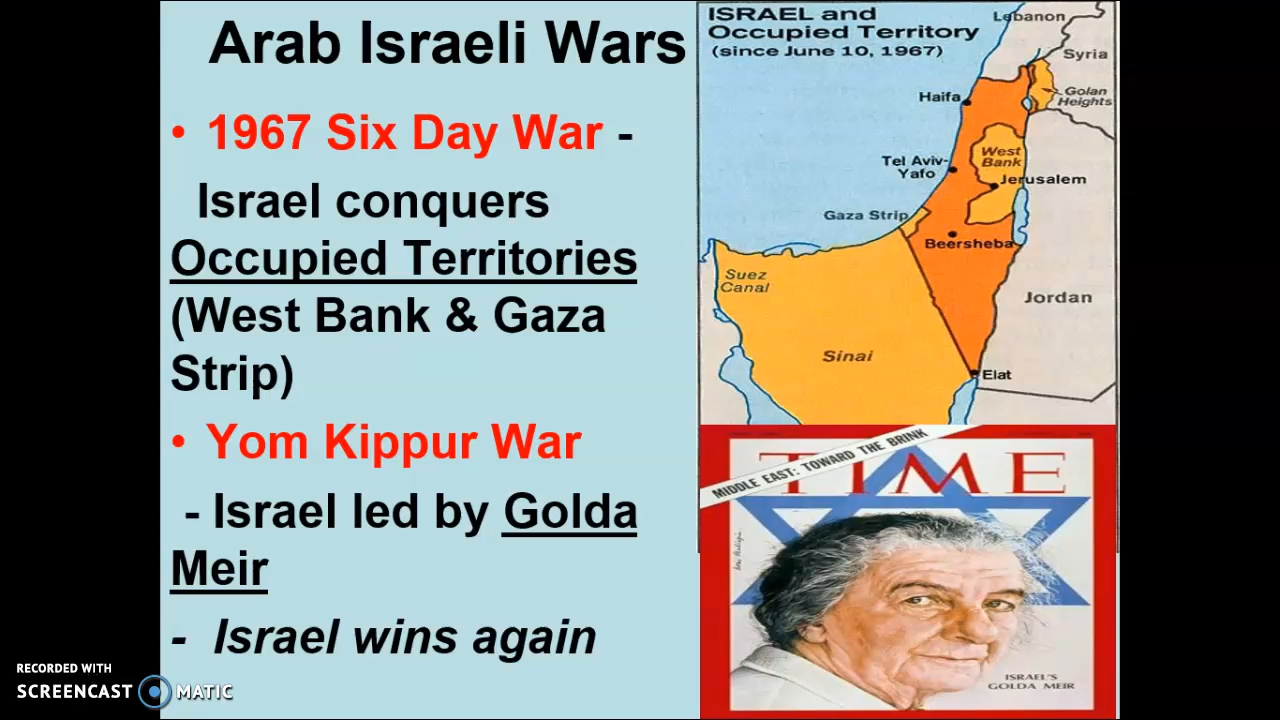 Arab Israeli Wars
• 1967 Six Day War -
Israel conquers
Occupied Territories
(West Bank & Gaza
Strip)
• Yom Kippur War
- Israel led by Golda
Meir
- Israel wins again
ISRAEL and
Occupied Territory
(since June 10, 1967)
Lebanon
Syria
Golan
Heights
Haifa
West
Bank
Tel Aviv-
Yafo
Jerusalem
Gaza Strip
Beersheba
Suez
Canal
Jordan
Sinai
Elat
MIDDLE EAST: TOWARD THE BRINK
TIME
ISRAEL'S
GOLDA MEIR
RECORDED WITH
SCREENCAST MATIC